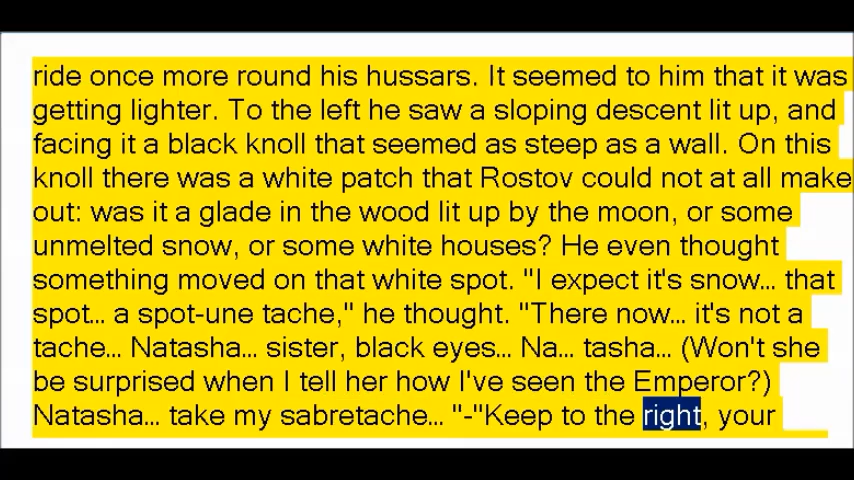 ride once more round his hussars. It seemed to him that it was
getting lighter. To the left he saw a sloping descent lit up, and
facing it a black knoll that seemed as steep as a wall. On this
knoll there was a white patch that Rostov could not at all make
out: was it a glade in the wood lit up by the moon, or some
unmelted snow, or some white houses? He even thought
something moved on that white spot. "I expect it's snow... that
spot... a spot-une tache," he thought. "There now... it's not a
tache... Natasha... sister, black eyes... Na... tasha... (Won't she
be surprised when I tell her how I've seen the Emperor?)
Natasha... take my sabretache... "-"Keep to the right, your